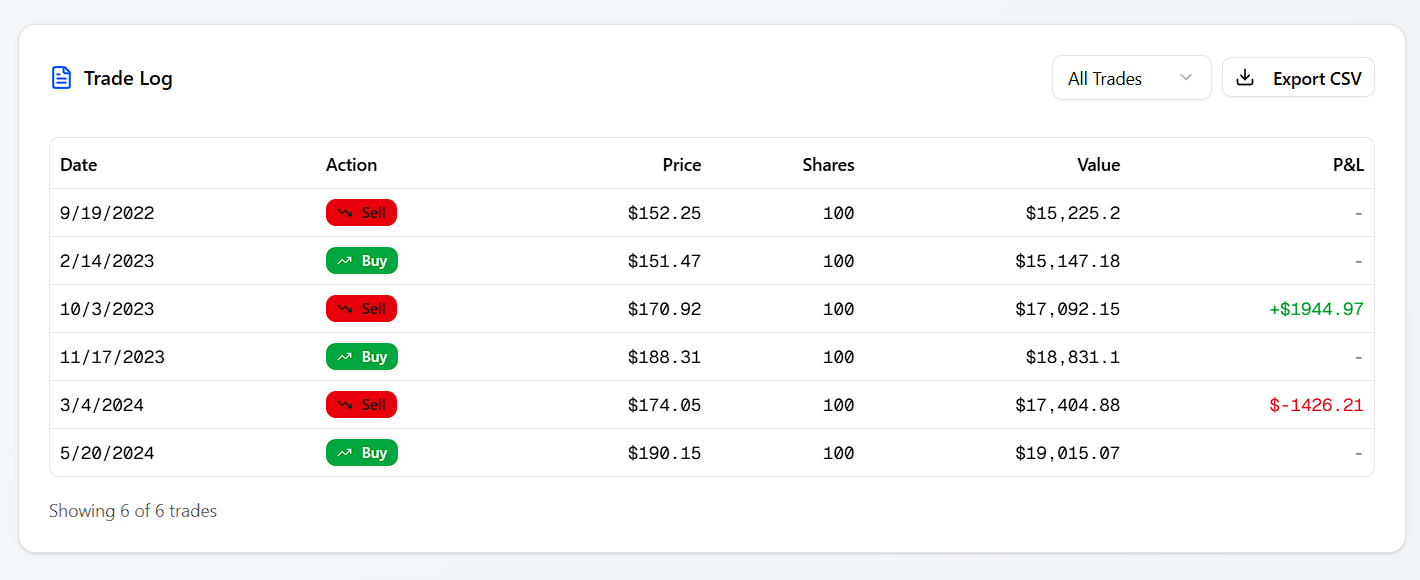 Trade Log
All Trades
Export CSV
Date Action Price Shares Value P&L
9/19/2022 Sell $152.25 100 $15,225.2 -
2/14/2023 Buy $151.47 100 $15,147.18 -
10/3/2023 Sell $170.92 100 $17,092.15 +$1944.97
11/17/2023 Buy $188.31 100 $18,831.1 -
3/4/2024 Sell $174.05 100 $17,404.88 $-1426.21
5/20/2024 Buy $190.15 100 $19,015.07 -
Showing 6 of 6 trades